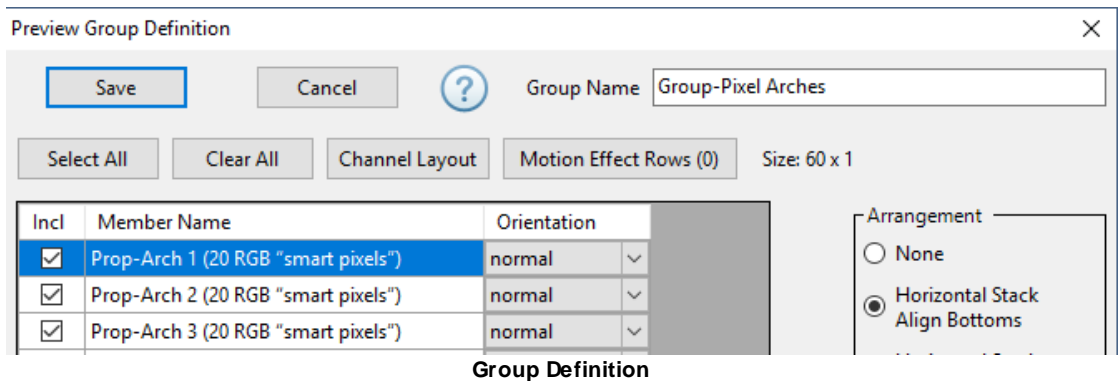 Preview Group Definition
Save Cancel ? Group Name Group-Pixel Arches
Select All Clear All Channel Layout Motion Effect Rows (0) Size: 60 x 1
Incl Member Name Orientation
Prop-Arch 1 (20 RGB “smart pixels”) normal
Prop-Arch 2 (20 RGB “smart pixels”) normal
Prop-Arch 3 (20 RGB “smart pixels”) normal
Arrangement
None
Horizontal Stack
Align Bottoms
Group Definition